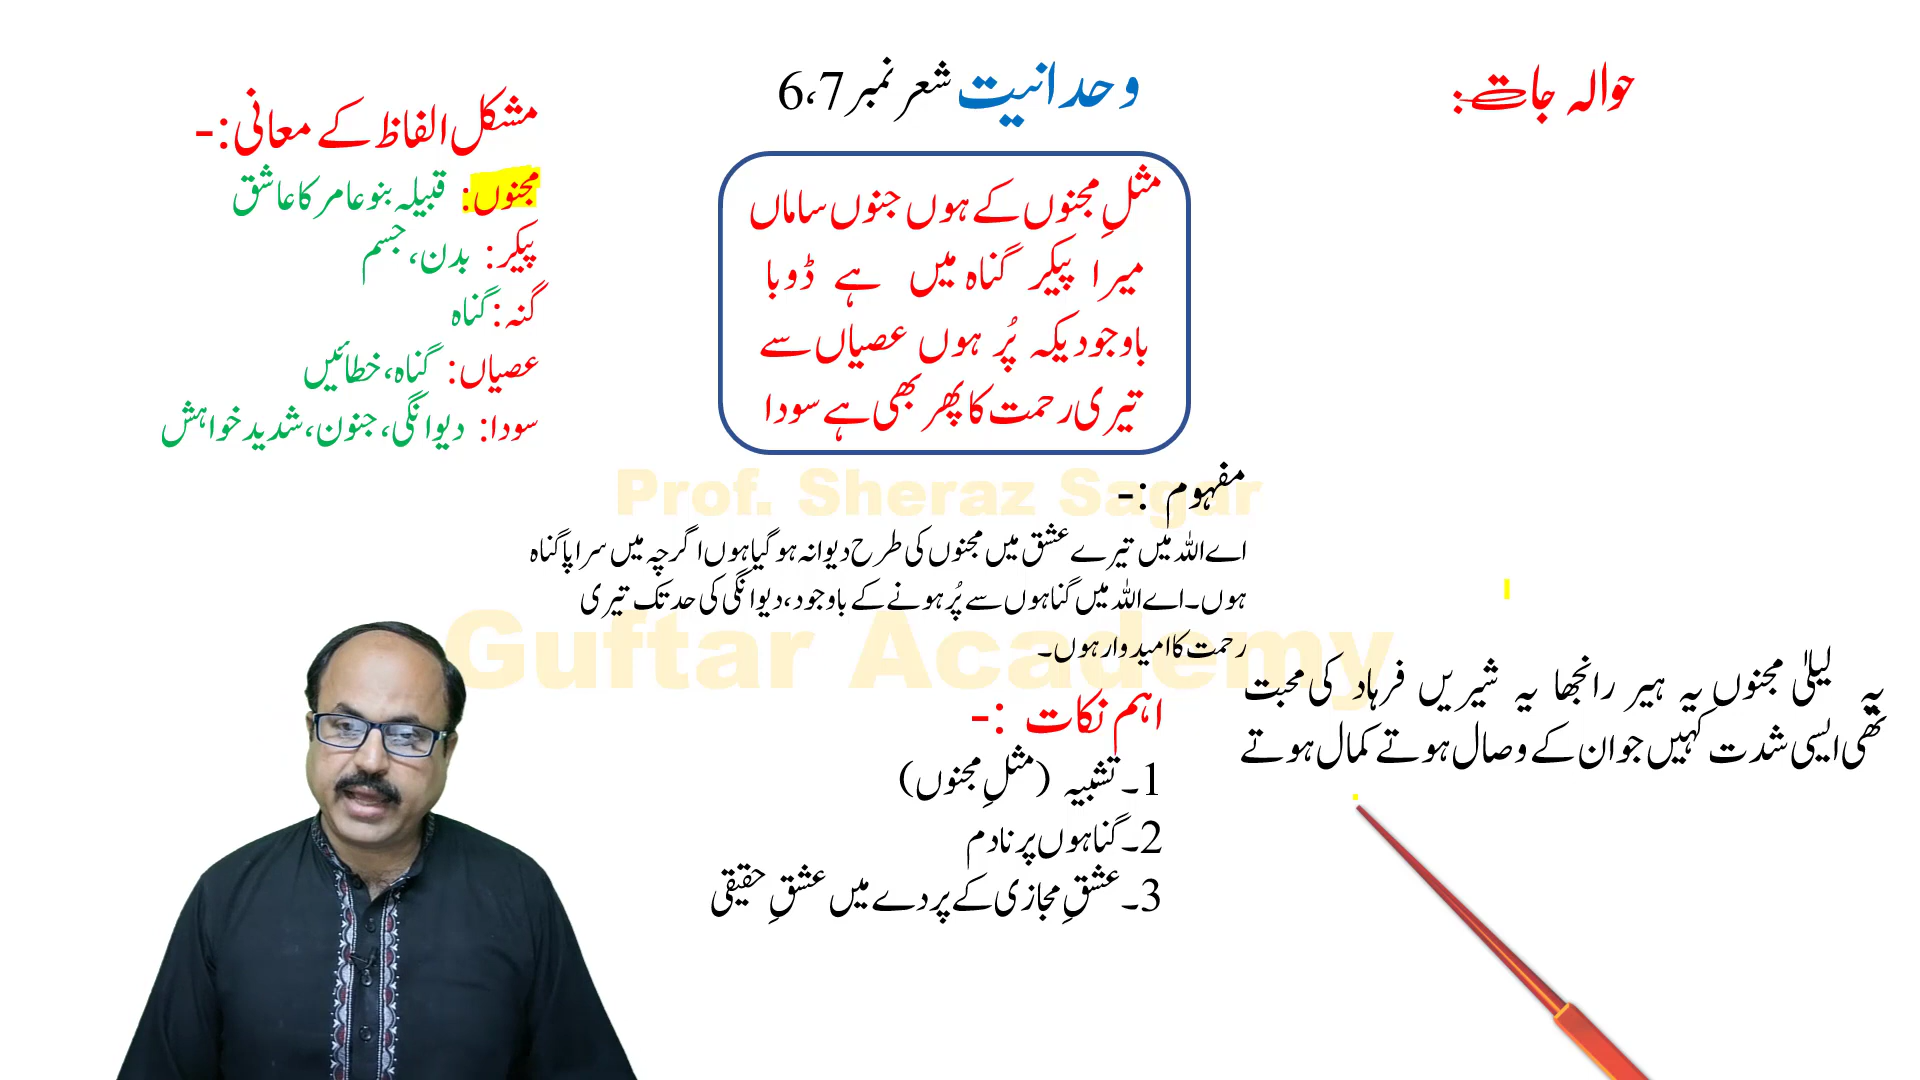 وحدانیت شعر نمبر 6،7
حوالہ جات:
مشکل الفاظ کے معانی:-
مجنوں: قبیلہ بنو عامر کا عاشق
پیکر: بدن، جسم
گنہ: گناہ
عصیاں: گناہ، خطائیں
سودا: دیوانگی، جنون، شدید خواہش
مثلِ مجنوں کے ہوں جنوں ساماں
میرا پیکر گناہ میں ہے ڈوبا
باوجودیکہ پُر ہوں عصیاں سے
تیری رحمت کا پھر بھی ہے سودا
Prof. Sheraz Sagar
مفہوم :-
اے اللہ میں تیرے عشق میں مجنوں کی طرح دیوانہ ہو گیا ہوں اگرچہ میں سراپا گناہ
ہوں۔ اے اللہ میں گناہوں سے پُر ہونے کے باوجود، دیوانگی کی حد تک تیری
رحمت کا امیدوار ہوں۔
Guftar Academy
اہم نکات :-
1۔ تشبیہ (مثلِ مجنوں)
2۔ گناہوں پر نادم
3۔ عشقِ مجازی کے پردے میں عشقِ حقیقی
یہ لیلیٰ مجنوں یہ ہیر رانجھا یہ شیریں فرہاد کی محبت
تھی ایسی شدت کہیں جو ان کے وصال ہوتے کمال ہوتے